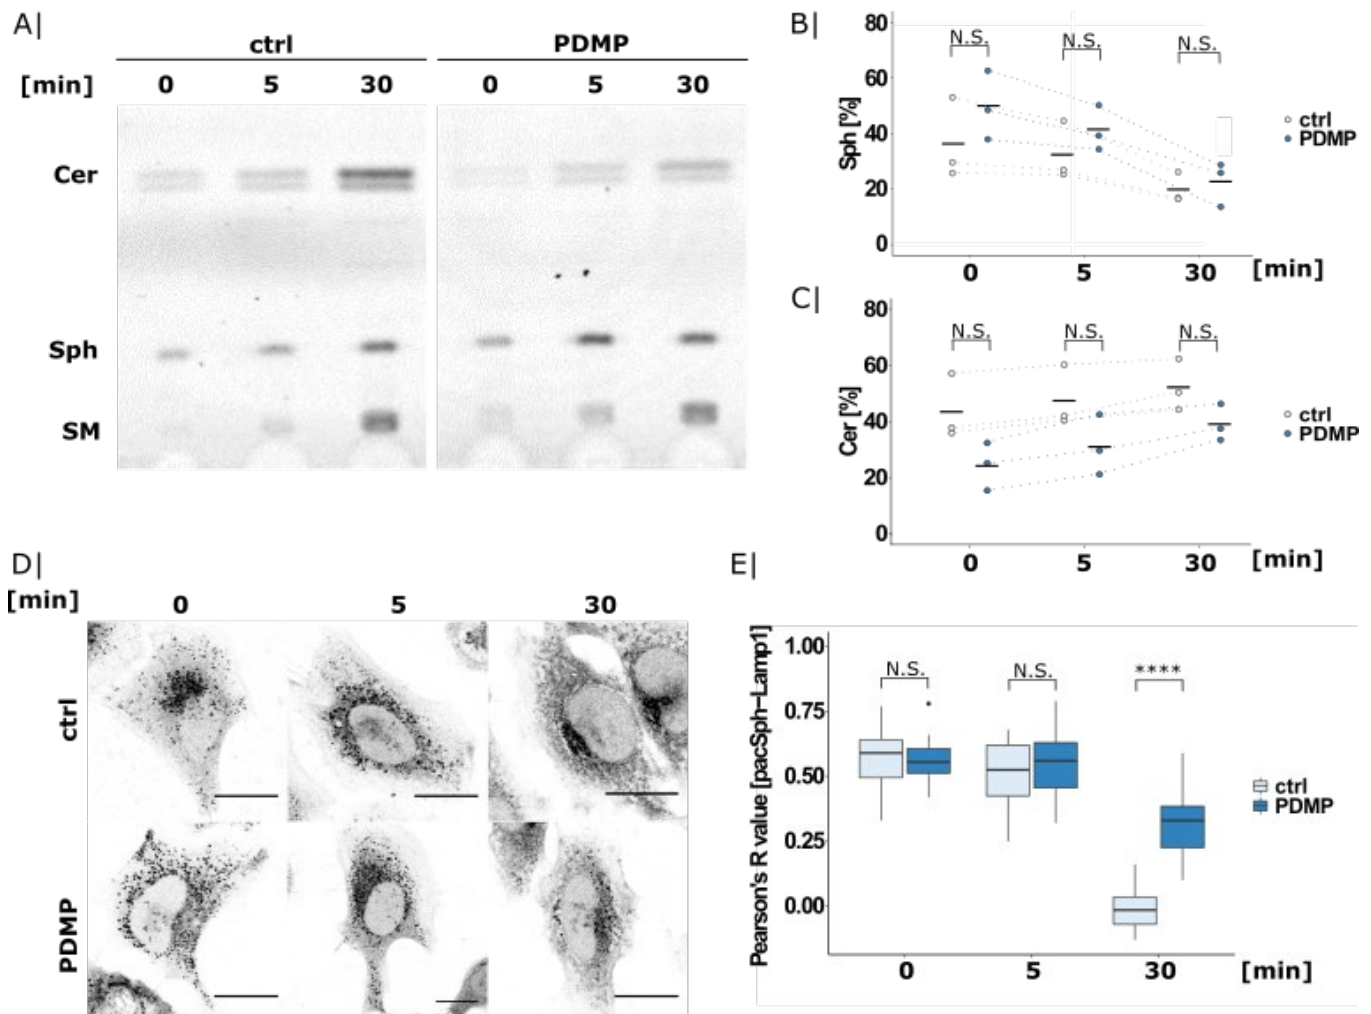 A|
ctrl PDMP
[min] 0 5 30 0 5 30
Cer
Sph
SM
B|
80
60
40
20
0
Sph [%]
N.S. N.S. N.S.
ctrl
PDMP
0 5 30 [min]
C|
80
60
40
20
0
Cer [%]
N.S. N.S. N.S.
ctrl
PDMP
0 5 30 [min]
D|
[min] 0 5 30
ctrl
PDMP
E|
Pearson's R value [pacSph–Lamp1]
1.00
0.75
0.50
0.25
0.00
N.S. N.S. ****
ctrl
PDMP
0 5 30 [min]